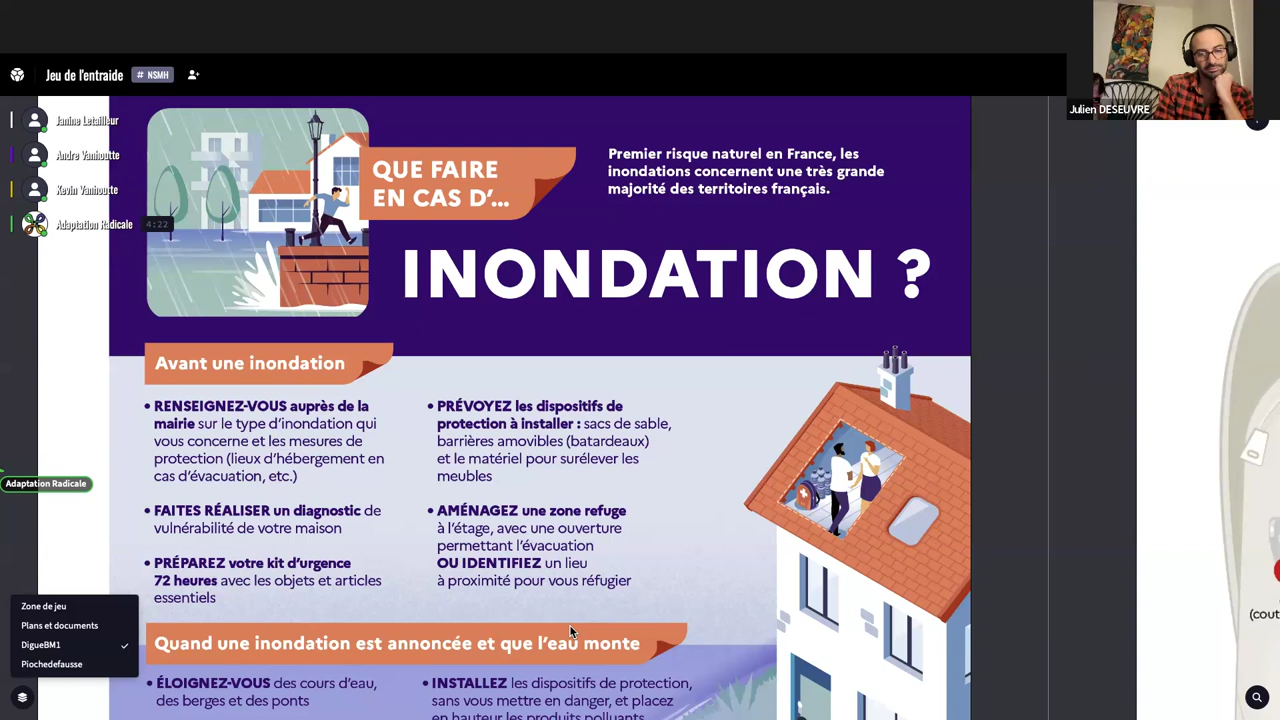 Jeu de l'entraide
# NSMH
Julien DESEUVRE
Janine Letailleur
Andre Vanhoutte
Kevin Vanhoutte
Adaptation Radicale
4:22
QUE FAIRE
EN CAS D'...
Premier risque naturel en France, les
inondations concernent une très grande
majorité des territoires français.
INONDATION ?
Avant une inondation
• RENSEIGNEZ-VOUS auprès de la
mairie sur le type d'inondation qui
vous concerne et les mesures de
protection (lieux d'hébergement en
cas d'évacuation, etc.)
• FAITES RÉALISER un diagnostic de
vulnérabilité de votre maison
• PRÉPAREZ votre kit d'urgence
72 heures avec les objets et articles
essentiels
• PRÉVOYEZ les dispositifs de
protection à installer : sacs de sable,
barrières amovibles (batardeaux)
et le matériel pour surélever les
meubles
• AMÉNAGEZ une zone refuge
à l'étage, avec une ouverture
permettant l'évacuation
OU IDENTIFIEZ un lieu
à proximité pour vous réfugier
Adaptation Radicale
Quand une inondation est annoncée et que l'eau monte
• ÉLOIGNEZ-VOUS des cours d'eau,
des berges et des ponts
• INSTALLEZ les dispositifs de protection,
sans vous mettre en danger, et placez
en hauteur les produits polluants
Zone de jeu
Plans et documents
DigueBM1
Piochedefausse
(cout